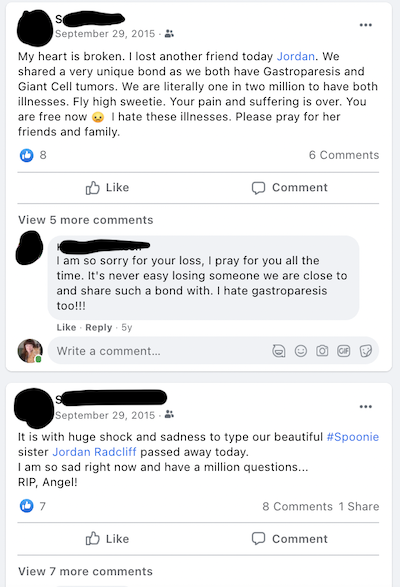 S
September 29, 2015 ·
My heart is broken. I lost another friend today Jordan. We
shared a very unique bond as we both have Gastroparesis and
Giant Cell tumors. We are literally one in two million to have both
illnesses. Fly high sweetie. Your pain and suffering is over. You
are free now 😔 I hate these illnesses. Please pray for her
friends and family.
8
6 Comments
Like
Comment
View 5 more comments
I am so sorry for your loss, I pray for you all the
time. It's never easy losing someone we are close to
and share such a bond with. I hate gastroparesis
too!!!
Like · Reply · 5y
Write a comment...
GIF
S
September 29, 2015 ·
It is with huge shock and sadness to type our beautiful #Spoonie
sister Jordan Radcliff passed away today.
I am so sad right now and have a million questions...
RIP, Angel!
7
8 Comments 1 Share
Like
Comment
View 7 more comments